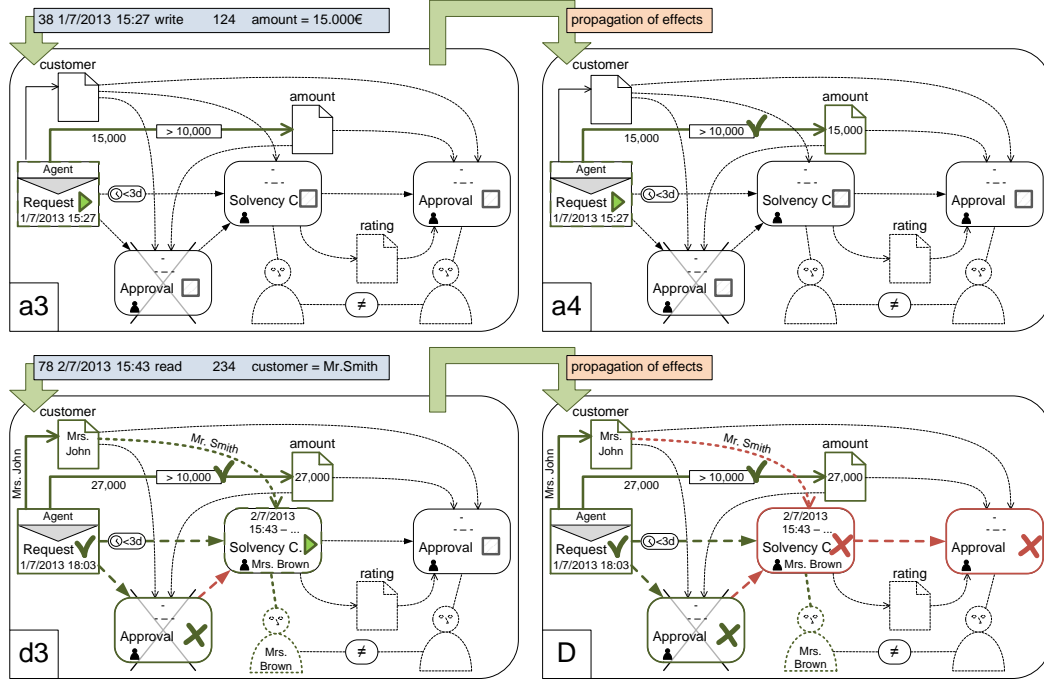 38 1/7/2013 15:27 write 124 amount = 15.000€
propagation of effects
customer
amount
15,000
> 10,000
Agent
Request
1/7/2013 15:27
<3d
-
---
Solvency C.
-
---
Approval
rating
-
---
Approval
≠
a3
customer
amount
15,000
> 10,000
15,000
Agent
Request
1/7/2013 15:27
<3d
-
---
Solvency C.
-
---
Approval
rating
-
---
Approval
≠
a4
78 2/7/2013 15:43 read 234 customer = Mr.Smith
propagation of effects
customer
Mrs.
John
Mr. Smith
Mrs. John
amount
27,000
> 10,000
27,000
Agent
Request
1/7/2013 18:03
<3d
2/7/2013
15:43 – ...
Solvency C.
Mrs. Brown
-
---
Approval
rating
-
---
Approval
Mrs.
Brown
≠
d3
customer
Mrs.
John
Mr. Smith
Mrs. John
amount
27,000
> 10,000
27,000
Agent
Request
1/7/2013 18:03
<3d
2/7/2013
15:43 – ...
Solvency C.
Mrs. Brown
-
---
Approval
rating
-
---
Approval
Mrs.
Brown
≠
D